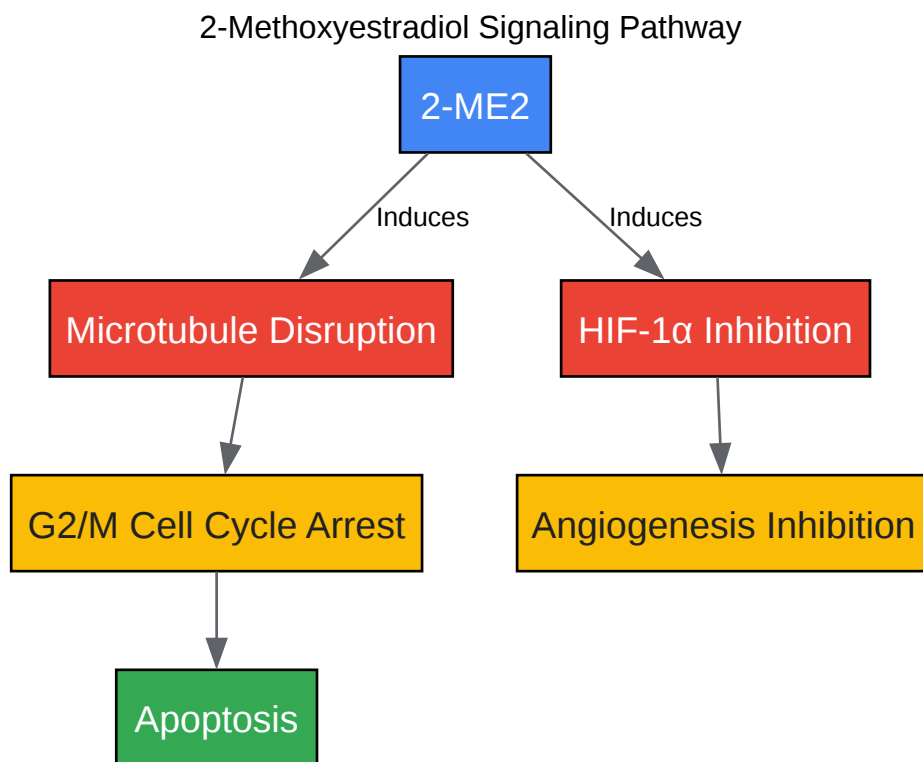 2-Methoxyestradiol Signaling Pathway
2-ME2
Induces
Induces
Microtubule Disruption
HIF-1α Inhibition
G2/M Cell Cycle Arrest
Angiogenesis Inhibition
Apoptosis